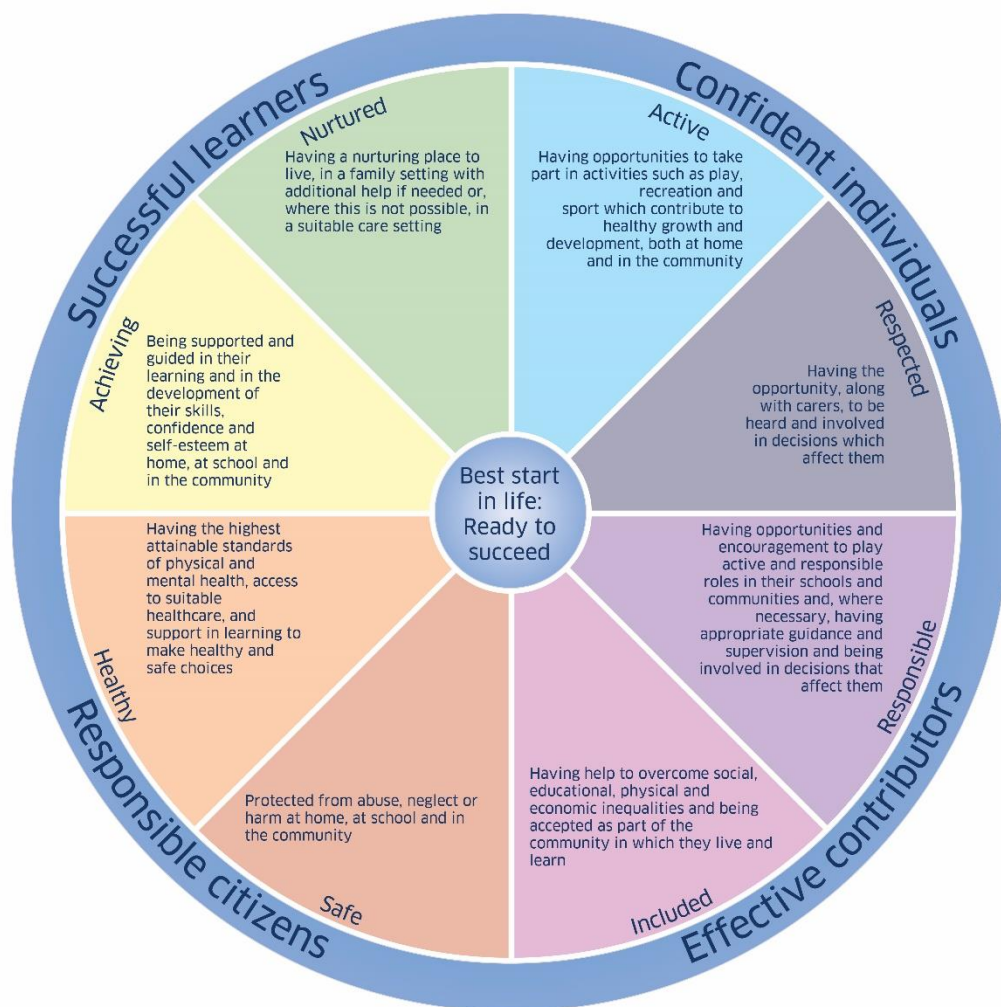 Successful learners
Confident individuals
Nurtured
Having a nurturing place to
live, in a family setting with
additional help if needed or,
where this is not possible, in
a suitable care setting
Active
Having opportunities to take
part in activities such as play,
recreation and
sport which contribute to
healthy growth and
development, both at home
and in the community
Achieving
Being supported and
guided in their
learning and in the
development of
their skills,
confidence and
self-esteem at
home, at school and
in the community
Respected
Having the
opportunity, along
with carers, to be
heard and involved
in decisions which
affect them
Best start
in life:
Ready to
succeed
Healthy
Having the highest
attainable standards
of physical and
mental health, access
to suitable
healthcare, and
support in learning to
make healthy and
safe choices
Responsible
Having opportunities and
encouragement to play
active and responsible
roles in their schools and
communities and, where
necessary, having
appropriate guidance and
supervision and being
involved in decisions that
affect them
Protected from abuse, neglect or
harm at home, at school and in
the community
Safe
Having help to overcome social,
educational, physical and
economic inequalities and being
accepted as part of the
community in which they live and
learn
Included
Responsible citizens
Effective contributors